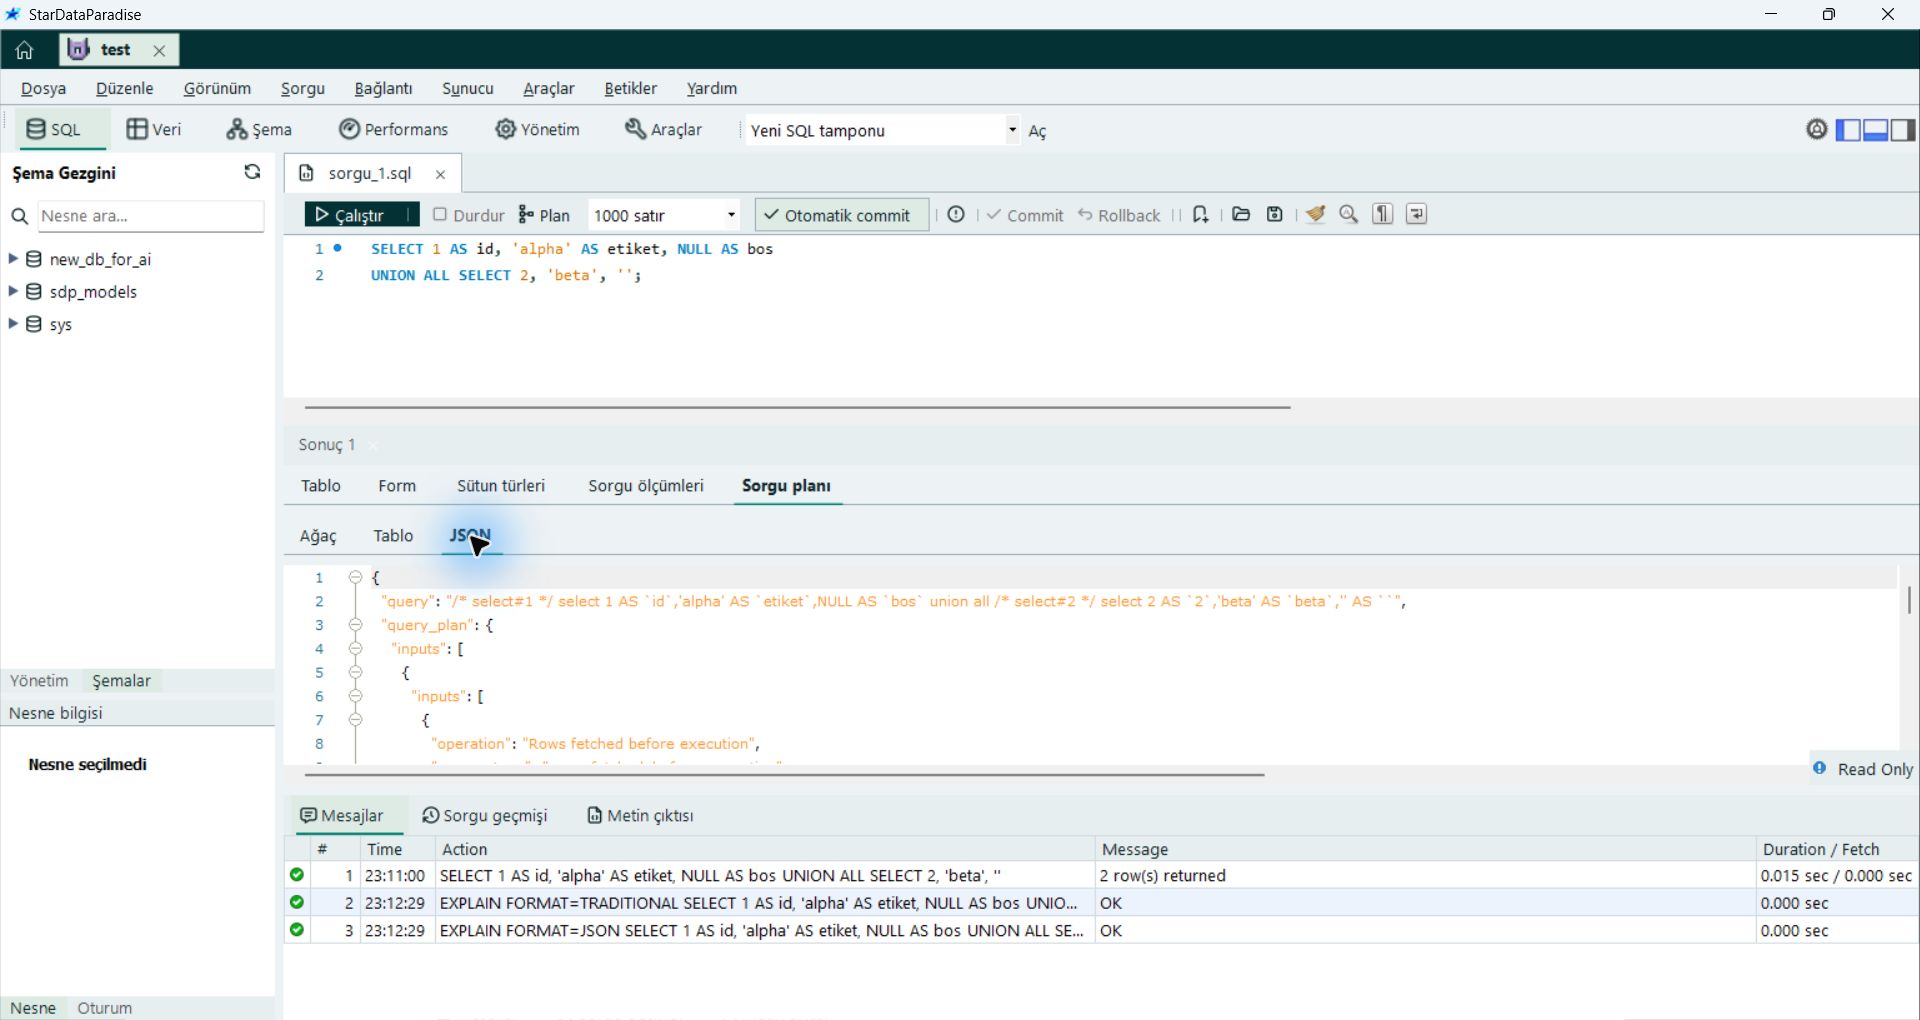 StarDataParadise
test
Dosya Düzenle Görünüm Sorgu Bağlantı Sunucu Araçlar Betikler Yardım
SQL Veri Şema Performans Yönetim Araçlar Yeni SQL tamponu Aç
Şema Gezgini
sorgu_1.sql
Nesne ara...
Çalıştır Durdur Plan 1000 satır Otomatik commit Commit Rollback
new_db_for_ai
sdp_models
sys
1 SELECT 1 AS id, 'alpha' AS etiket, NULL AS bos
2 UNION ALL SELECT 2, 'beta', '';
Sonuç 1
Tablo Form Sütun türleri Sorgu ölçümleri Sorgu planı
Ağaç Tablo JSON
1 {
2 "query": "/* select#1 */ select 1 AS `id`,'alpha' AS `etiket`,NULL AS `bos` union all /* select#2 */ select 2 AS `2`,'beta' AS `beta`,'' AS ``",
3 "query_plan": {
4 "inputs": [
5 {
6 "inputs": [
7 {
8 "operation": "Rows fetched before execution",
Read Only
Yönetim Şemalar
Nesne bilgisi
Nesne seçilmedi
Mesajlar Sorgu geçmişi Metin çıktısı
# Time Action Message Duration / Fetch
1 23:11:00 SELECT 1 AS id, 'alpha' AS etiket, NULL AS bos UNION ALL SELECT 2, 'beta', '' 2 row(s) returned 0.015 sec / 0.000 sec
2 23:12:29 EXPLAIN FORMAT=TRADITIONAL SELECT 1 AS id, 'alpha' AS etiket, NULL AS bos UNIO... OK 0.000 sec
3 23:12:29 EXPLAIN FORMAT=JSON SELECT 1 AS id, 'alpha' AS etiket, NULL AS bos UNION ALL SE... OK 0.000 sec
Nesne Oturum